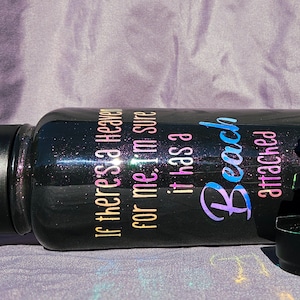 If there's a Heaven
for me, i'm sure
it has a
Beach
attached